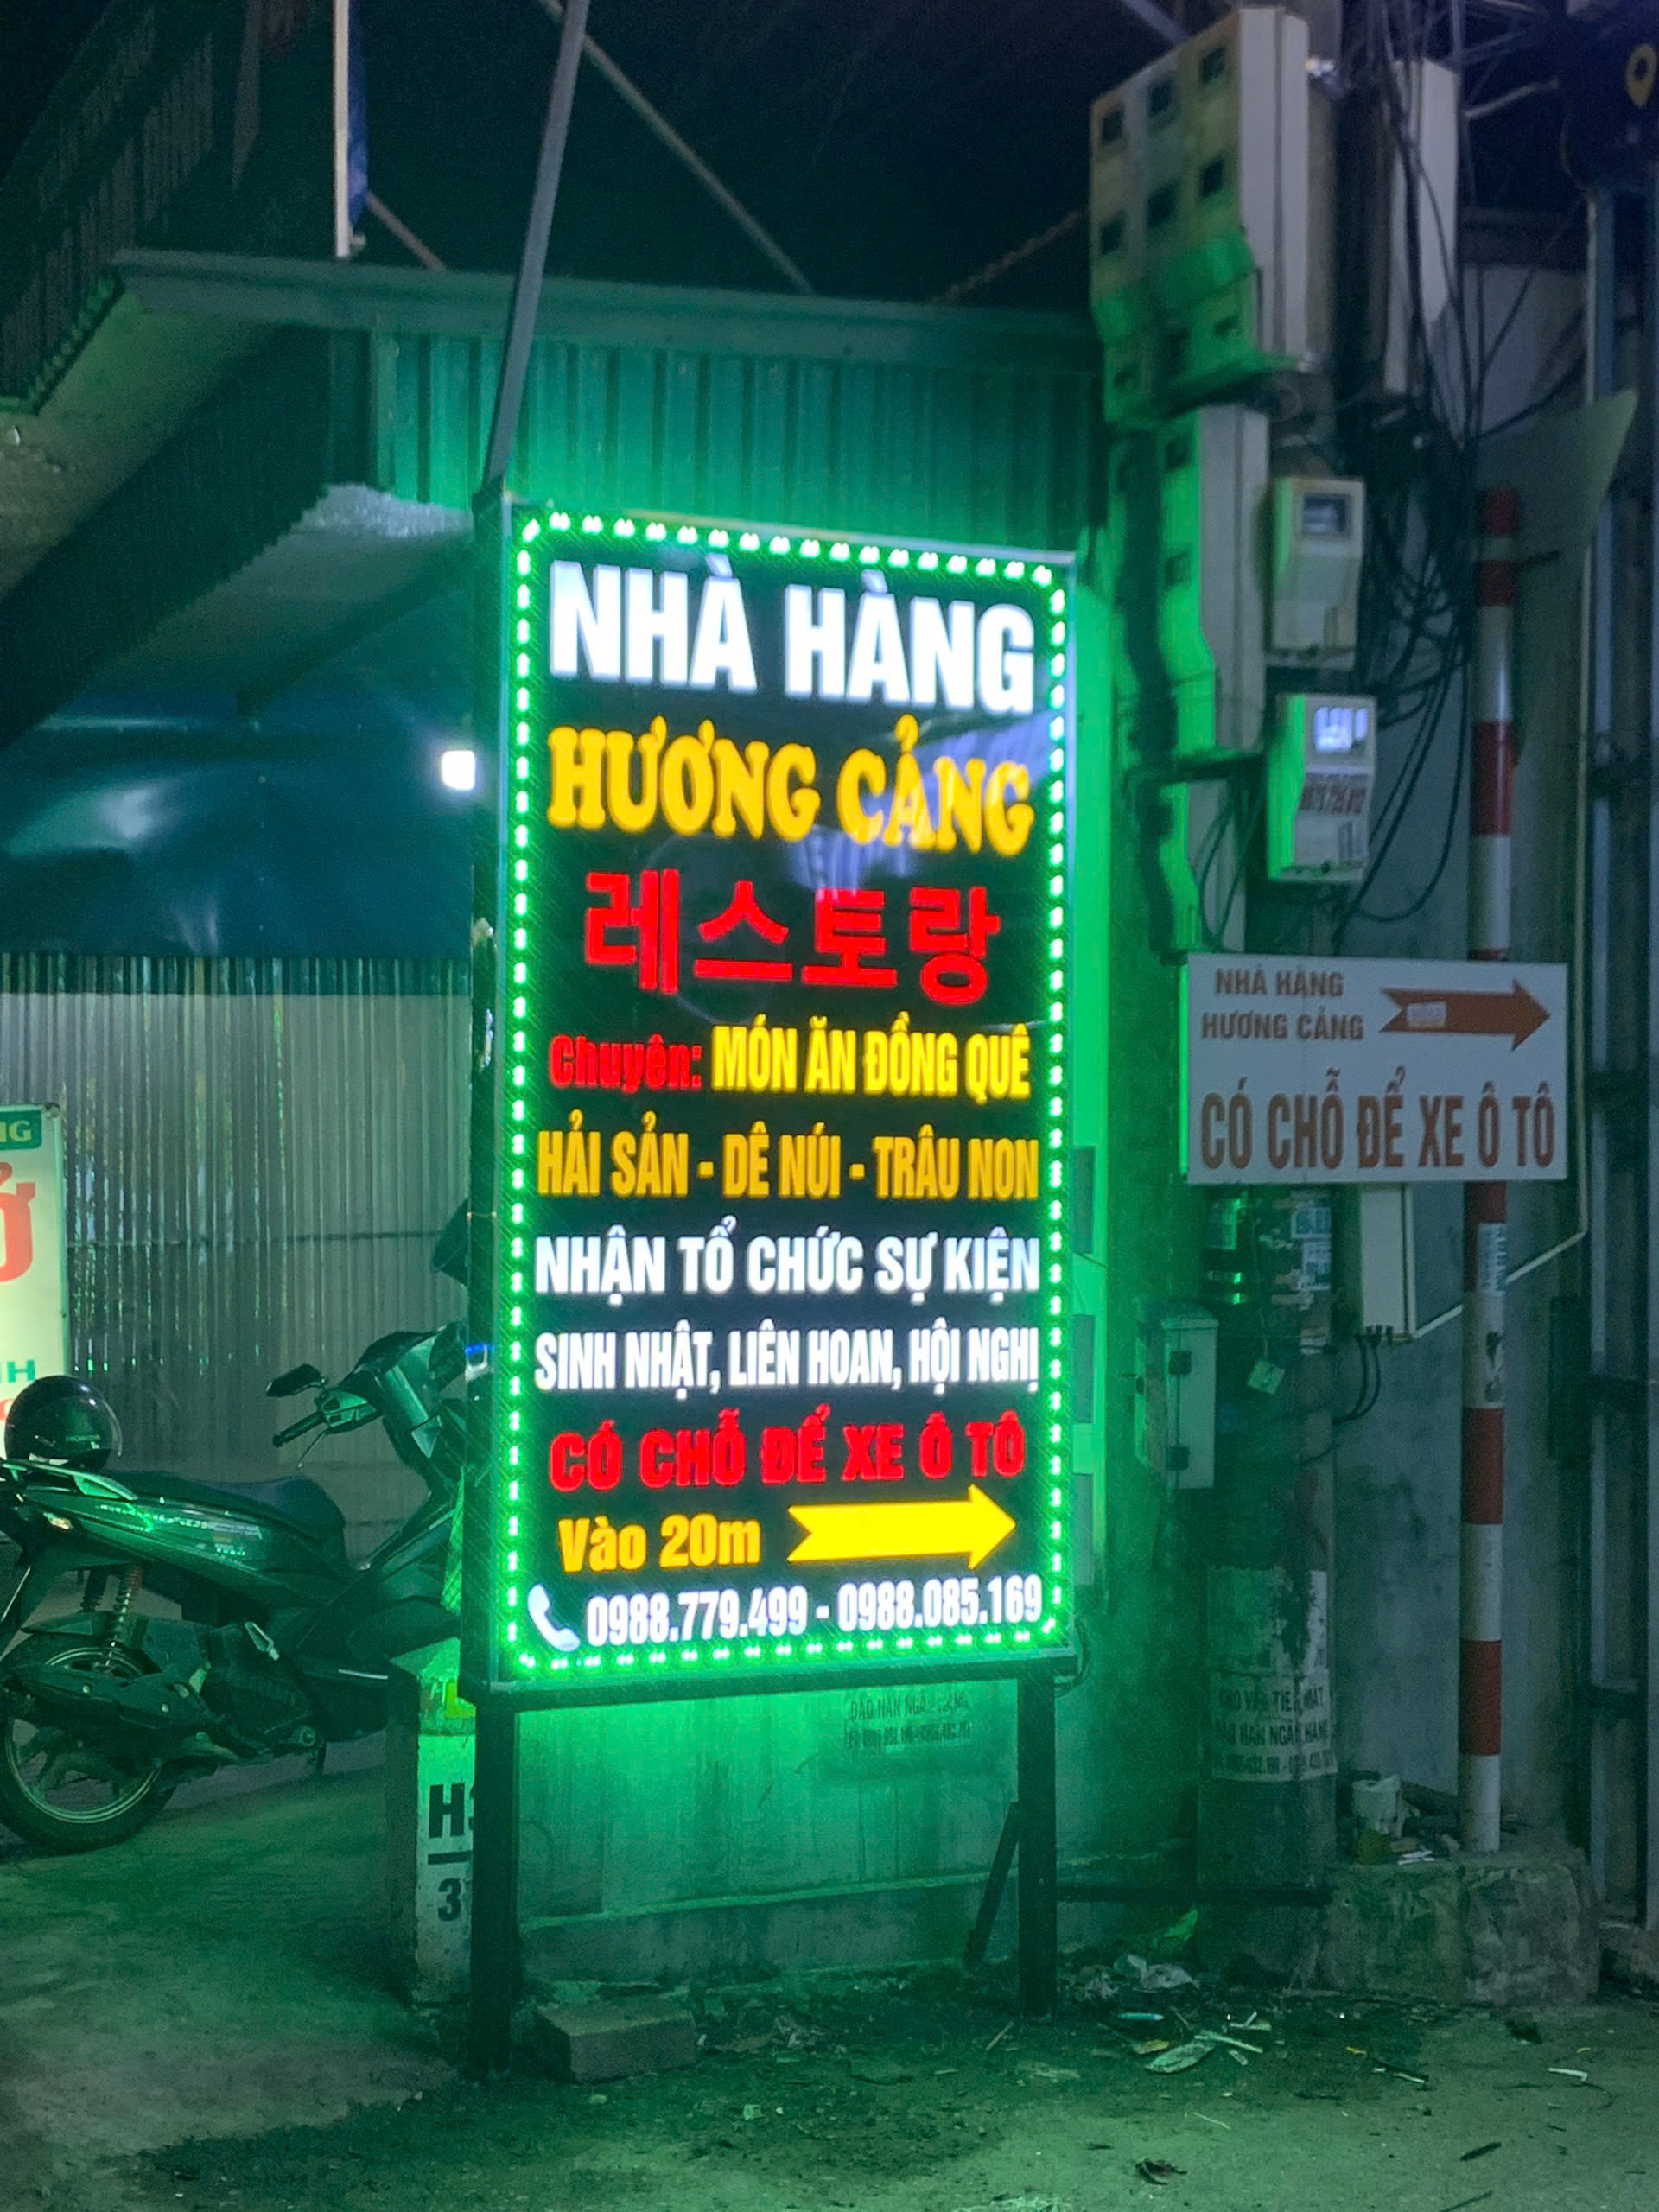 NHÀ HÀNG
HƯƠNG CẢNG
레스토랑
Chuyên: MÓN ĂN ĐỒNG QUÊ
HẢI SẢN - DÊ NÚI - TRÂU NON
NHẬN TỔ CHỨC SỰ KIỆN
SINH NHẬT, LIÊN HOAN, HỘI NGHỊ
CÓ CHỖ ĐỂ XE Ô TÔ
Vào 20m
0988.779.499 - 0988.085.169
NHÀ HÀNG
HƯƠNG CẢNG
CÓ CHỖ ĐỂ XE Ô TÔ